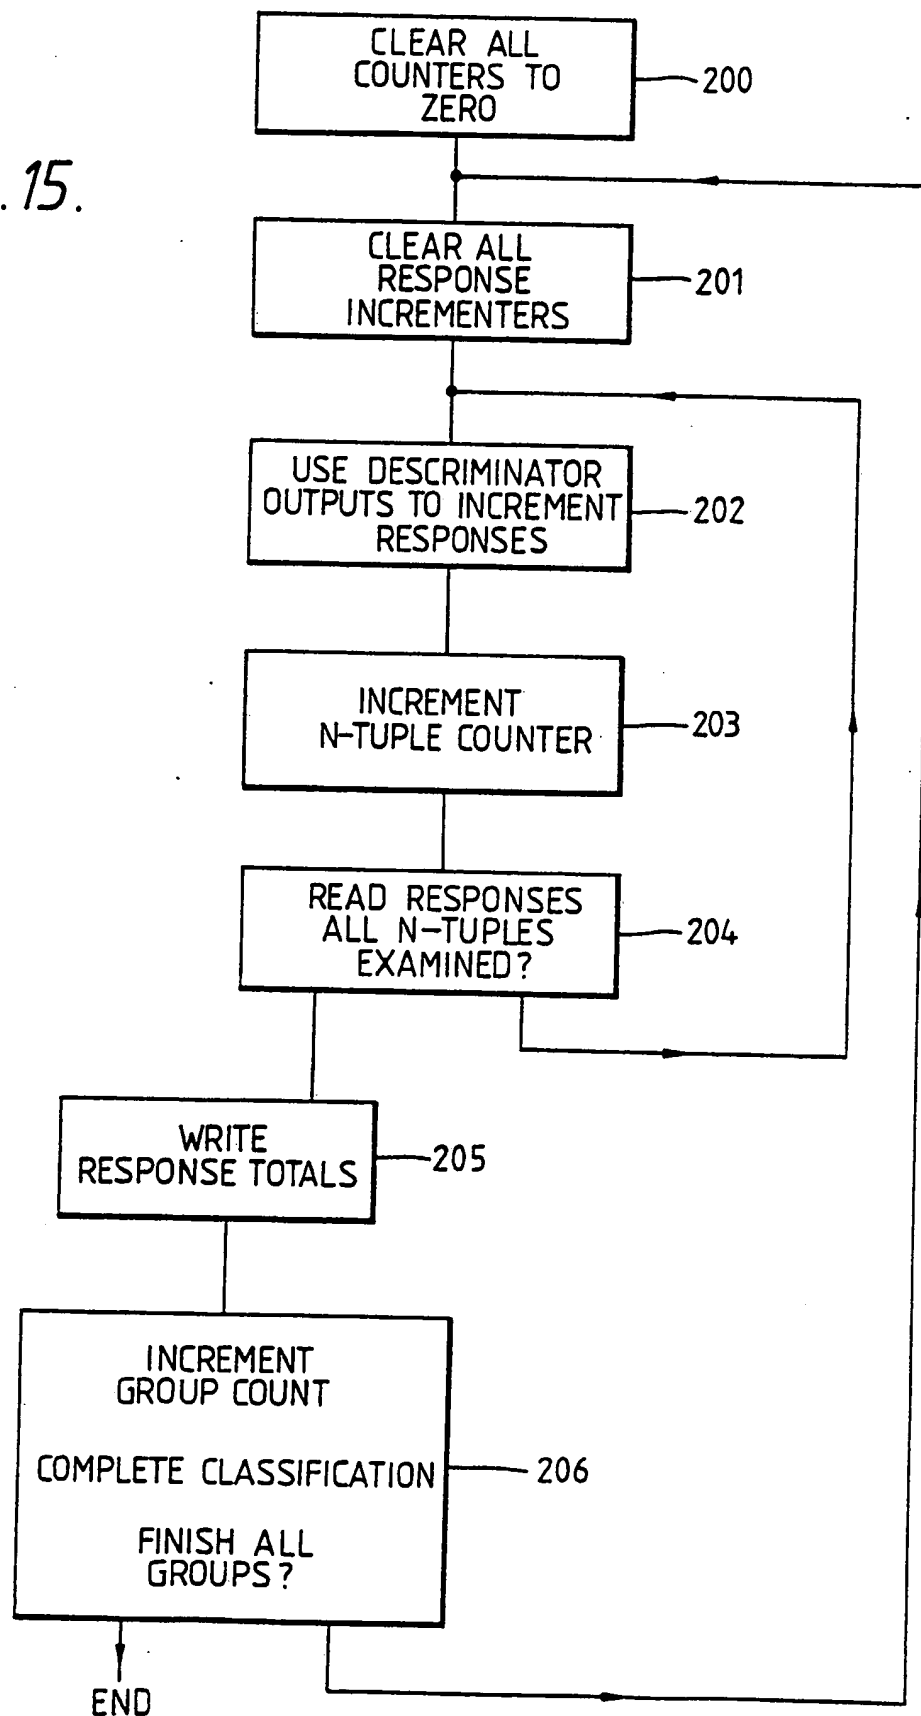 CLEAR ALL
COUNTERS TO
ZERO
200
.15.
CLEAR ALL
RESPONSE
INCREMENTERS
201
USE DESCRIMINATOR
OUTPUTS TO INCREMENT
RESPONSES
202
INCREMENT
N-TUPLE COUNTER
203
READ RESPONSES
ALL N-TUPLES
EXAMINED?
204
WRITE
RESPONSE TOTALS
205
INCREMENT
GROUP COUNT
COMPLETE CLASSIFICATION
FINISH ALL
GROUPS?
206
END